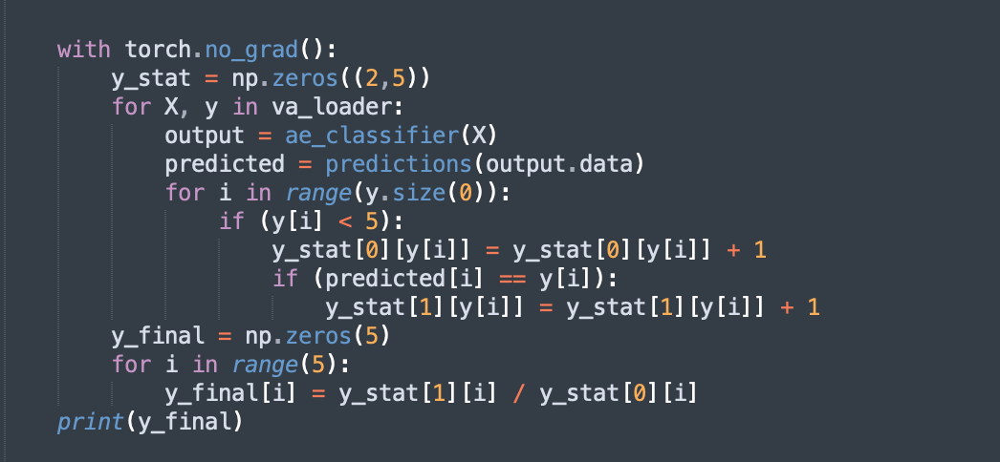 with torch.no_grad():
    y_stat = np.zeros((2,5))
    for X, y in va_loader:
        output = ae_classifier(X)
        predicted = predictions(output.data)
        for i in range(y.size(0)):
            if (y[i] < 5):
                y_stat[0][y[i]] = y_stat[0][y[i]] + 1
                if (predicted[i] == y[i]):
                    y_stat[1][y[i]] = y_stat[1][y[i]] + 1
    y_final = np.zeros(5)
    for i in range(5):
        y_final[i] = y_stat[1][i] / y_stat[0][i]
print(y_final)